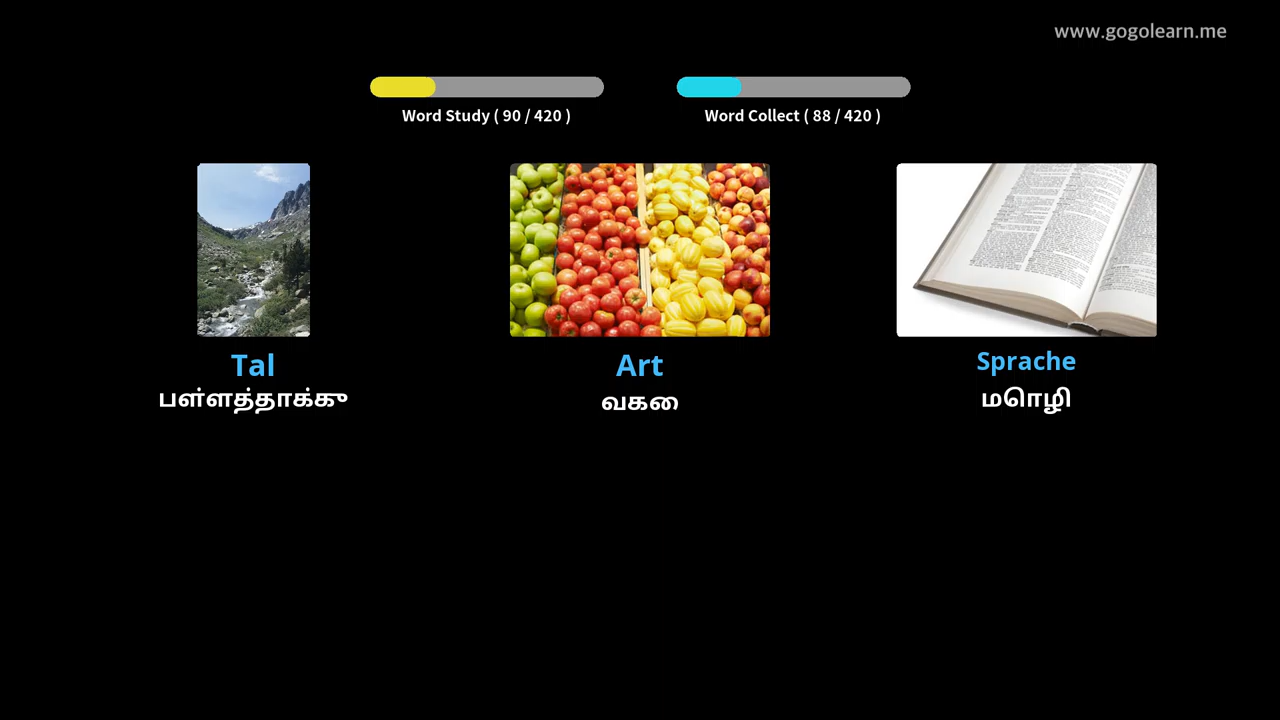 www.gogolearn.me
Word Study ( 90 / 420 )
Word Collect ( 88 / 420 )
Tal
பள்ளத்தாக்கு
Art
வகை
Sprache
மொழி